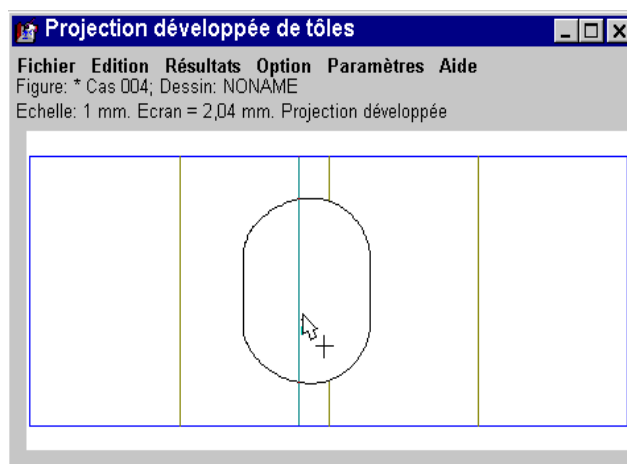 Projection développée de tôles
Fichier Edition Résultats Option Paramètres Aide
Figure: * Cas 004; Dessin: NONAME
Echelle: 1 mm. Ecran = 2,04 mm. Projection développée